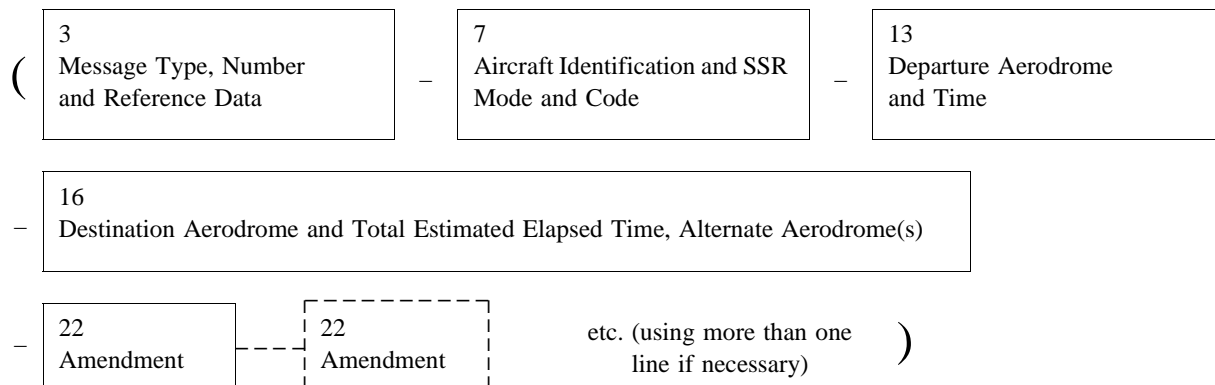 ( 3
Message Type, Number
and Reference Data
– 7
Aircraft Identification and SSR
Mode and Code
– 13
Departure Aerodrome
and Time
– 16
Destination Aerodrome and Total Estimated Elapsed Time, Alternate Aerodrome(s)
– 22
Amendment
22
Amendment
etc. (using more than one
line if necessary) )